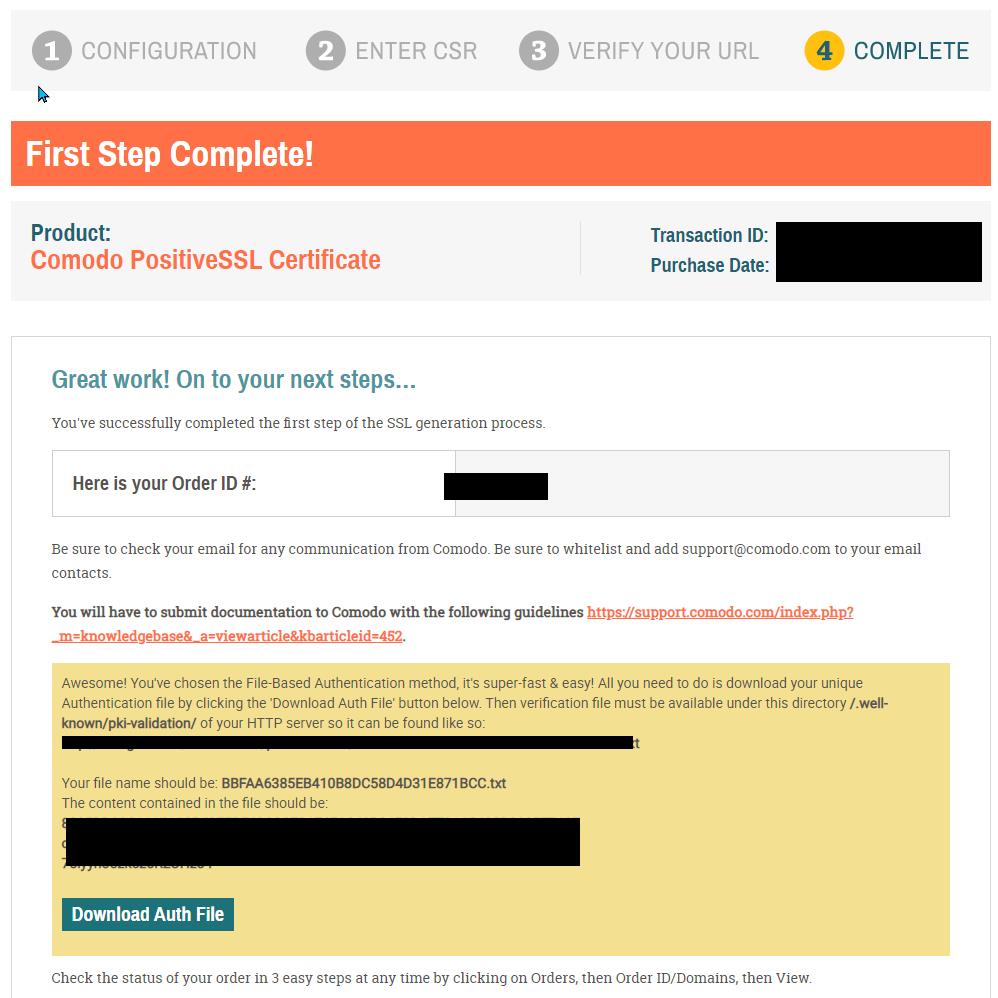 1 CONFIGURATION 2 ENTER CSR 3 VERIFY YOUR URL 4 COMPLETE
First Step Complete!
Product:
Comodo PositiveSSL Certificate
Transaction ID:
Purchase Date:
Great work! On to your next steps...
You've successfully completed the first step of the SSL generation process.
Here is your Order ID #:
Be sure to check your email for any communication from Comodo. Be sure to whitelist and add support@comodo.com to your email
contacts.
You will have to submit documentation to Comodo with the following guidelines https://support.comodo.com/index.php?
_m=knowledgebase&_a=viewarticle&kbarticleid=452.
Awesome! You've chosen the File-Based Authentication method, it's super-fast & easy! All you need to do is download your unique
Authentication file by clicking the 'Download Auth File' button below. Then verification file must be available under this directory /.well-
known/pki-validation/ of your HTTP server so it can be found like so:
Your file name should be: BBFAA6385EB410B8DC58D4D31E871BCC.txt
The content contained in the file should be:
Download Auth File
Check the status of your order in 3 easy steps at any time by clicking on Orders, then Order ID/Domains, then View.